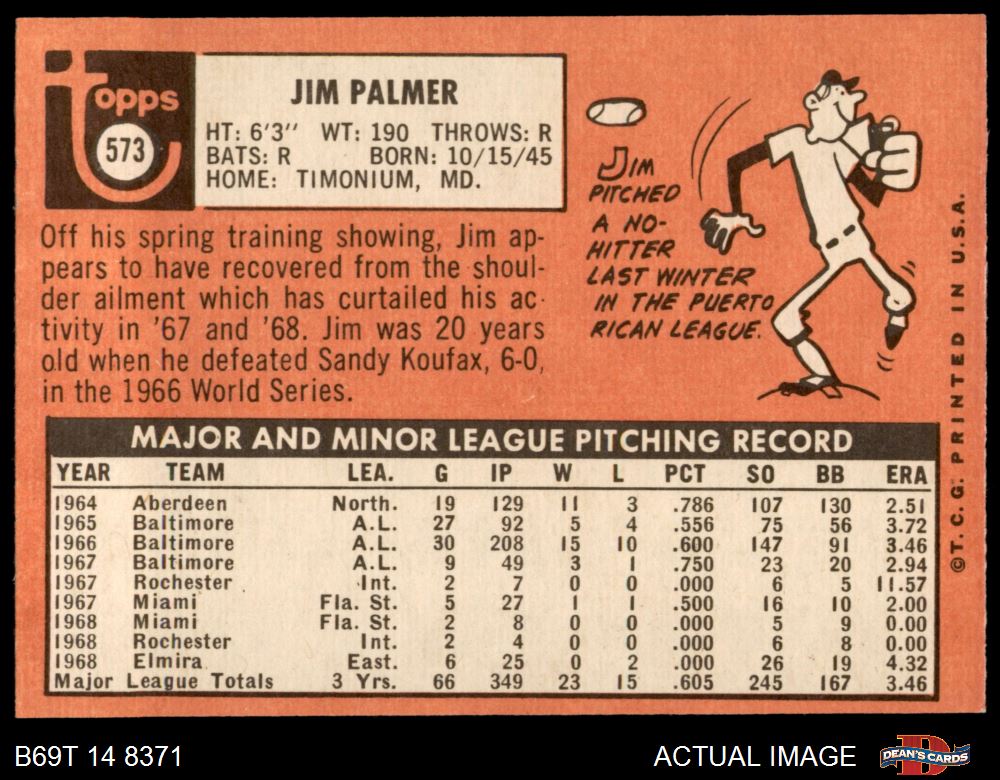 topps
573
JIM PALMER
HT: 6'3" WT: 190 THROWS: R
BATS: R BORN: 10/15/45
HOME: TIMONIUM, MD.
Off his spring training showing, Jim ap-
pears to have recovered from the shoul-
der ailment which has curtailed his ac-
tivity in '67 and '68. Jim was 20 years
old when he defeated Sandy Koufax, 6-0,
in the 1966 World Series.
JIM
PITCHED
A NO-
HITTER
LAST WINTER
IN THE PUERTO
RICAN LEAGUE.
©T.C.G. PRINTED IN U.S.A.
MAJOR AND MINOR LEAGUE PITCHING RECORD
YEAR TEAM LEA. G IP W L PCT SO BB ERA
1964 Aberdeen North. 19 129 11 3 .786 107 130 2.51
1965 Baltimore A.L. 27 92 5 4 .556 75 56 3.72
1966 Baltimore A.L. 30 208 15 10 .600 147 91 3.46
1967 Baltimore A.L. 9 49 3 1 .750 23 20 2.94
1967 Rochester Int. 2 7 0 0 .000 6 5 11.57
1967 Miami Fla. St. 5 27 1 1 .500 16 10 2.00
1968 Miami Fla. St. 2 8 0 0 .000 5 9 0.00
1968 Rochester Int. 2 4 0 0 .000 6 8 0.00
1968 Elmira East. 6 25 0 2 .000 26 19 4.32
Major League Totals 3 Yrs. 66 349 23 15 .605 245 167 3.46
B69T 14 8371
ACTUAL IMAGE
D
DEAN'S CARDS